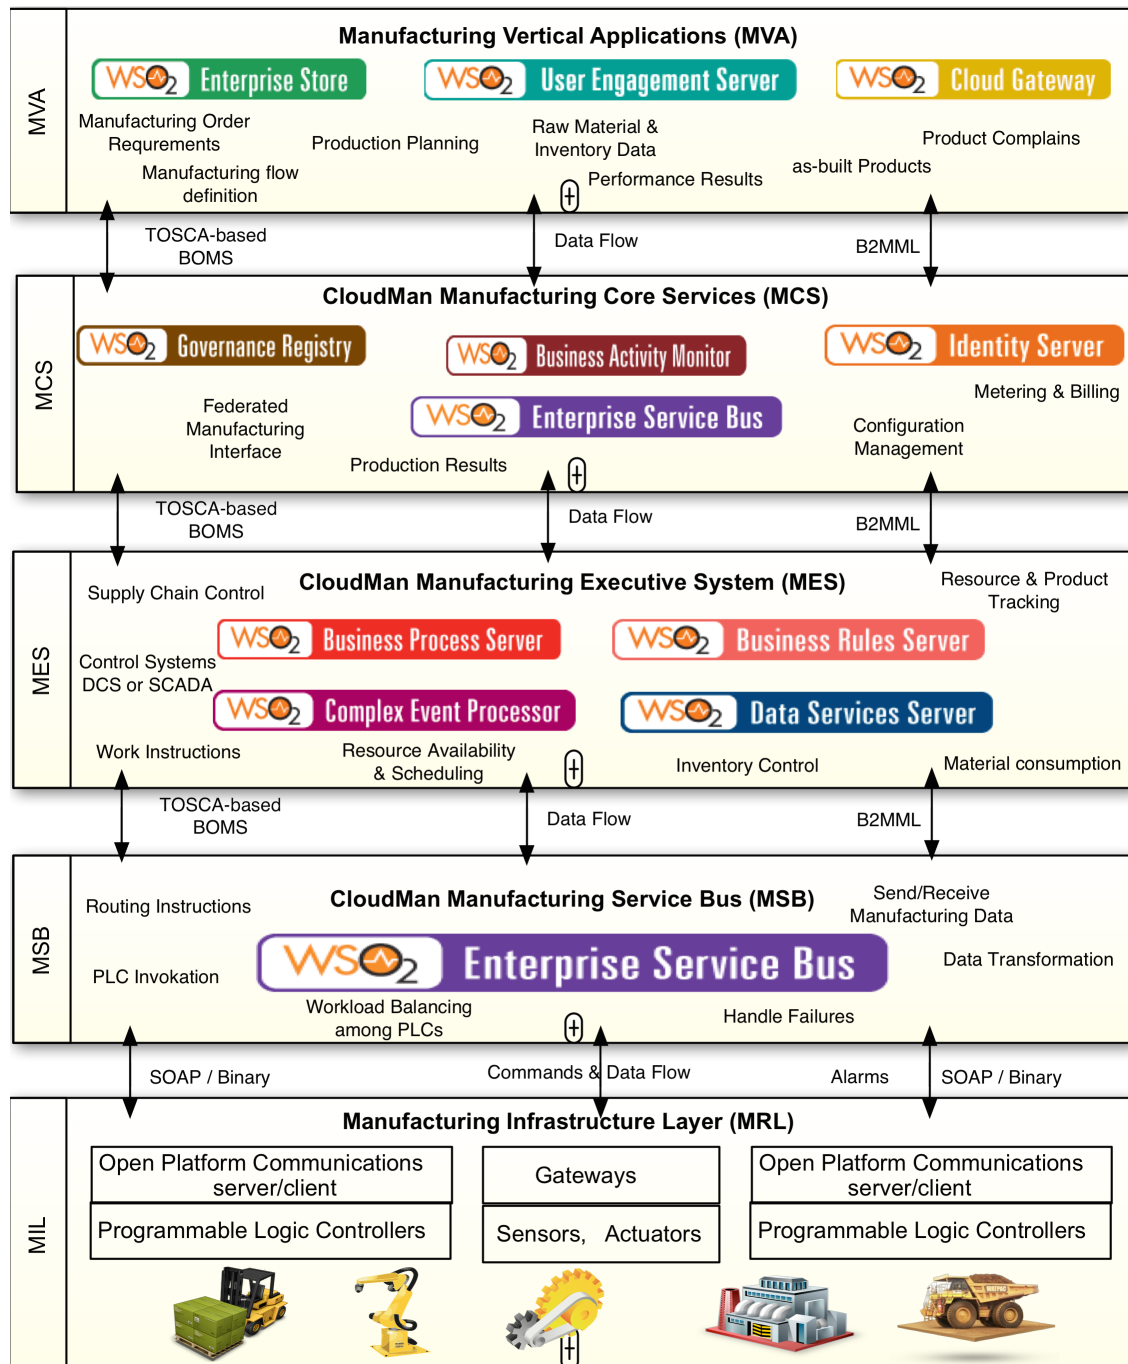 MVA
Manufacturing Vertical Applications (MVA)
WSO2 Enterprise Store
WSO2 User Engagement Server
WSO2 Cloud Gateway
Manufacturing Order
Requrements
Production Planning
Raw Material &
Inventory Data
Product Complains
Manufacturing flow
definition
Performance Results
as-built Products
TOSCA-based
BOMS
Data Flow
B2MML
MCS
CloudMan Manufacturing Core Services (MCS)
WSO2 Governance Registry
WSO2 Business Activity Monitor
WSO2 Identity Server
Metering & Billing
WSO2 Enterprise Service Bus
Federated
Manufacturing
Interface
Configuration
Management
Production Results
TOSCA-based
BOMS
Data Flow
B2MML
MES
CloudMan Manufacturing Executive System (MES)
Supply Chain Control
Resource & Product
Tracking
WSO2 Business Process Server
WSO2 Business Rules Server
Control Systems
DCS or SCADA
WSO2 Complex Event Processor
WSO2 Data Services Server
Work Instructions
Resource Availability
& Scheduling
Inventory Control
Material consumption
TOSCA-based
BOMS
Data Flow
B2MML
MSB
CloudMan Manufacturing Service Bus (MSB)
Routing Instructions
Send/Receive
Manufacturing Data
WSO2 Enterprise Service Bus
PLC Invokation
Data Transformation
Workload Balancing
among PLCs
Handle Failures
SOAP / Binary
Commands & Data Flow
Alarms
SOAP / Binary
MIL
Manufacturing Infrastructure Layer (MRL)
Open Platform Communications
server/client
Gateways
Open Platform Communications
server/client
Programmable Logic Controllers
Sensors, Actuators
Programmable Logic Controllers